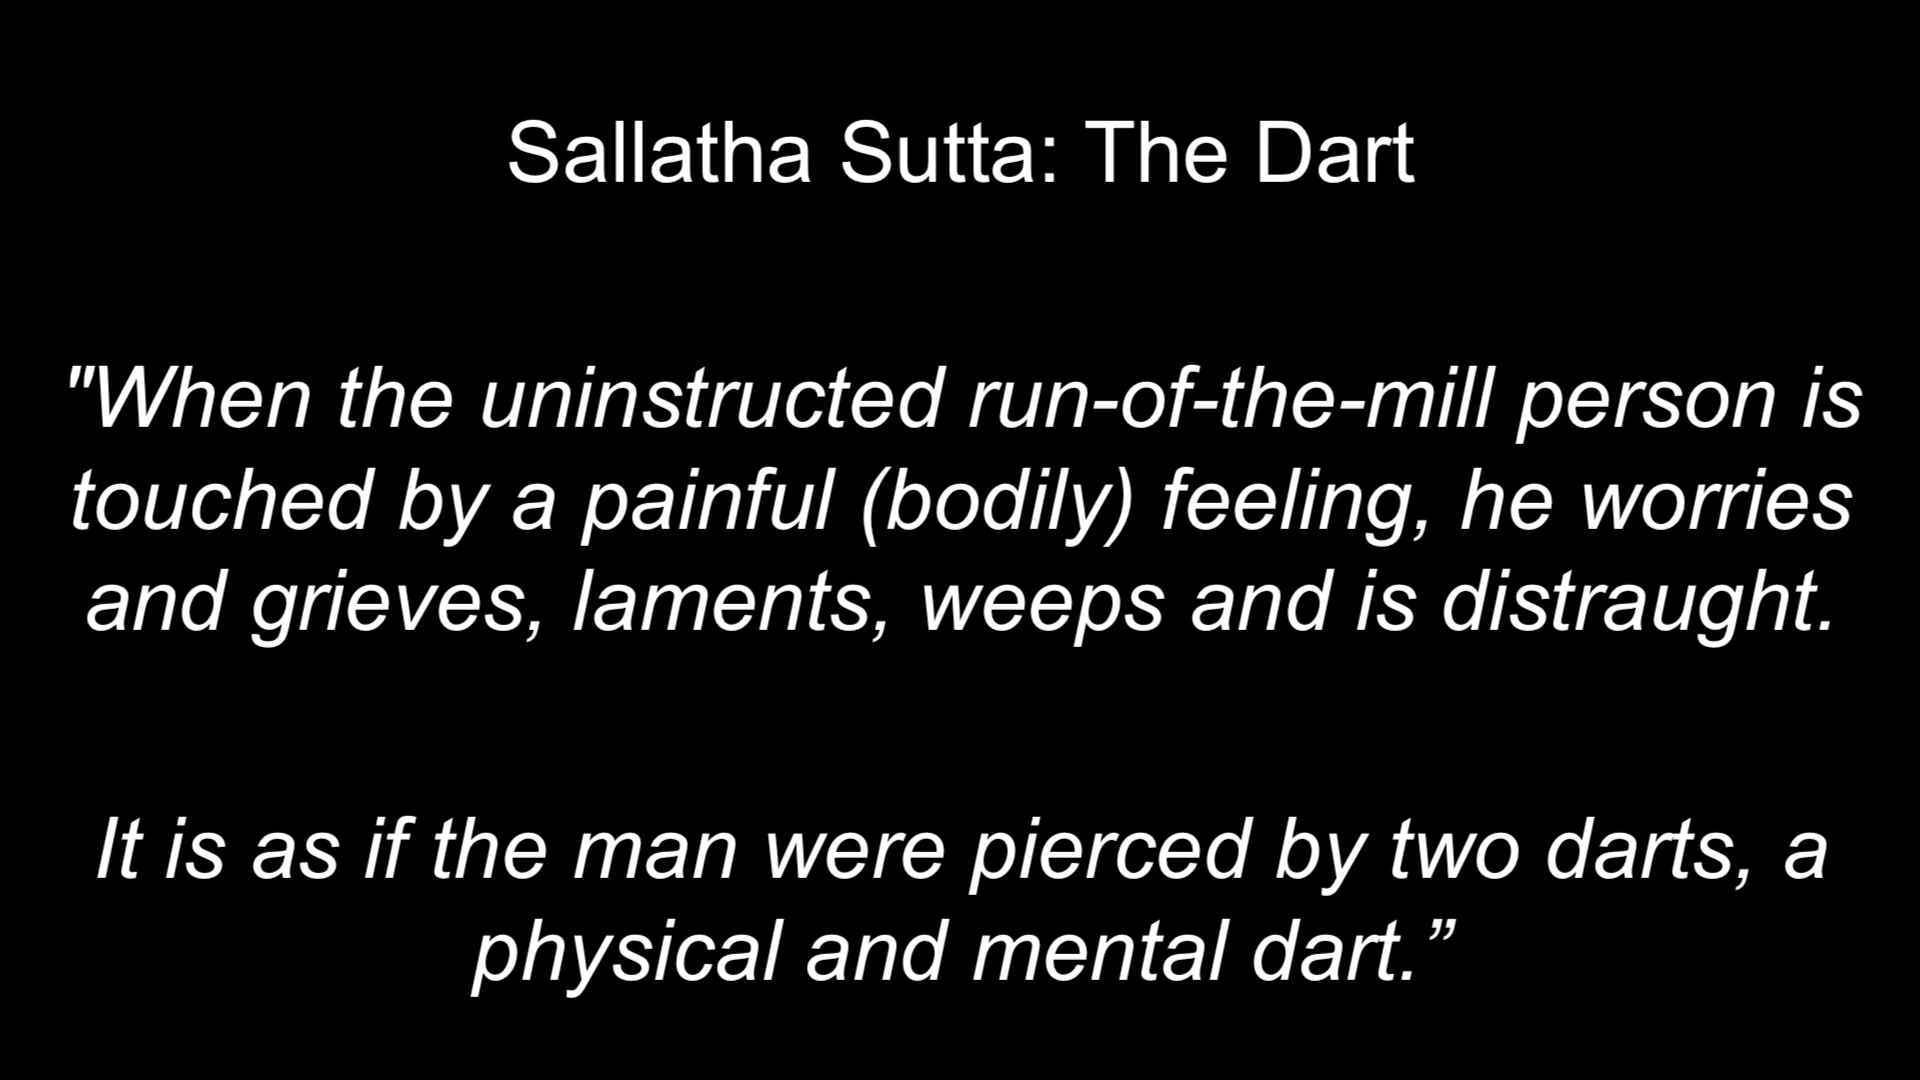 Sallatha Sutta: The Dart
"When the uninstructed run-of-the-mill person is
touched by a painful (bodily) feeling, he worries
and grieves, laments, weeps and is distraught.
It is as if the man were pierced by two darts, a
physical and mental dart.”